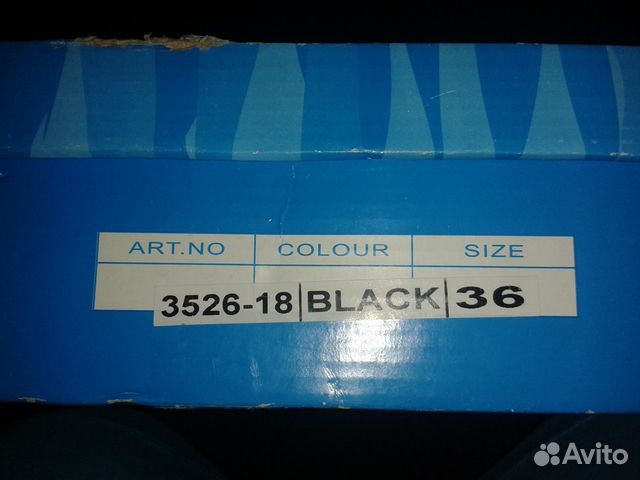 ART.NO COLOUR SIZE
3526-18 BLACK 36
Avito